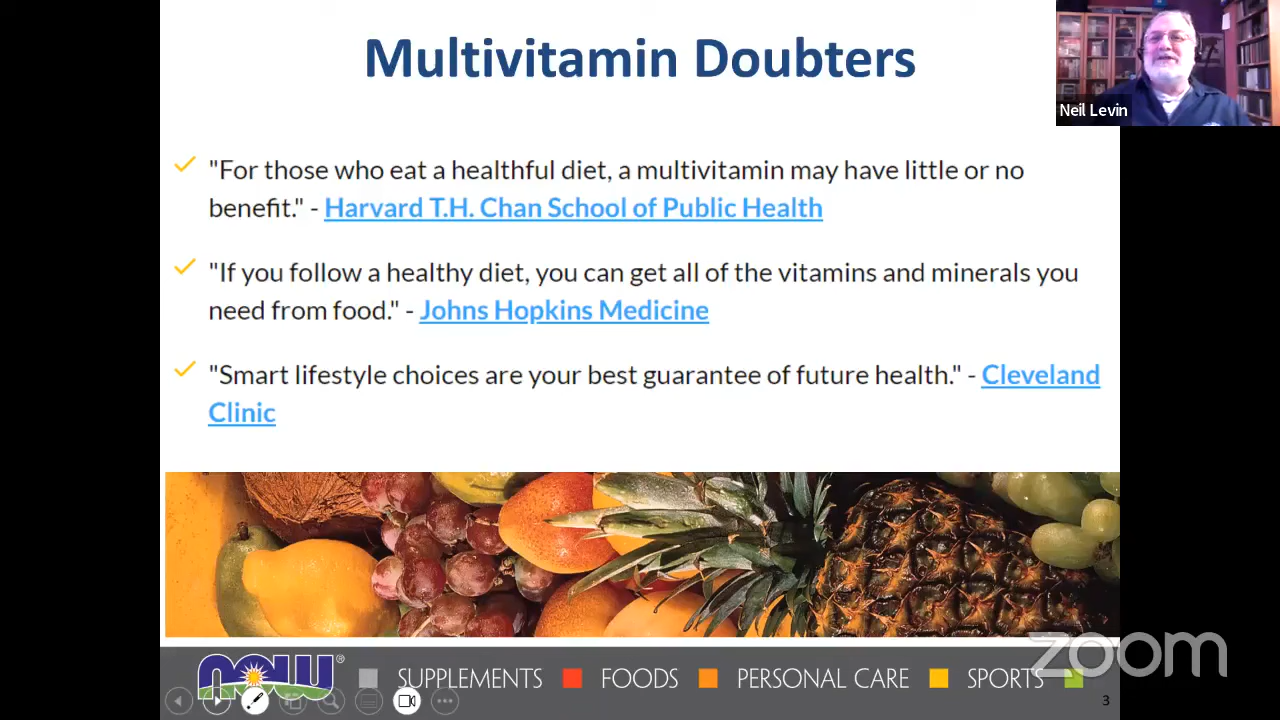 Multivitamin Doubters
Neil Levin
"For those who eat a healthful diet, a multivitamin may have little or no
benefit." - Harvard T.H. Chan School of Public Health
"If you follow a healthy diet, you can get all of the vitamins and minerals you
need from food." - Johns Hopkins Medicine
"Smart lifestyle choices are your best guarantee of future health." - Cleveland
Clinic
zoom
NOW® SUPPLEMENTS FOODS PERSONAL CARE SPORTS
3